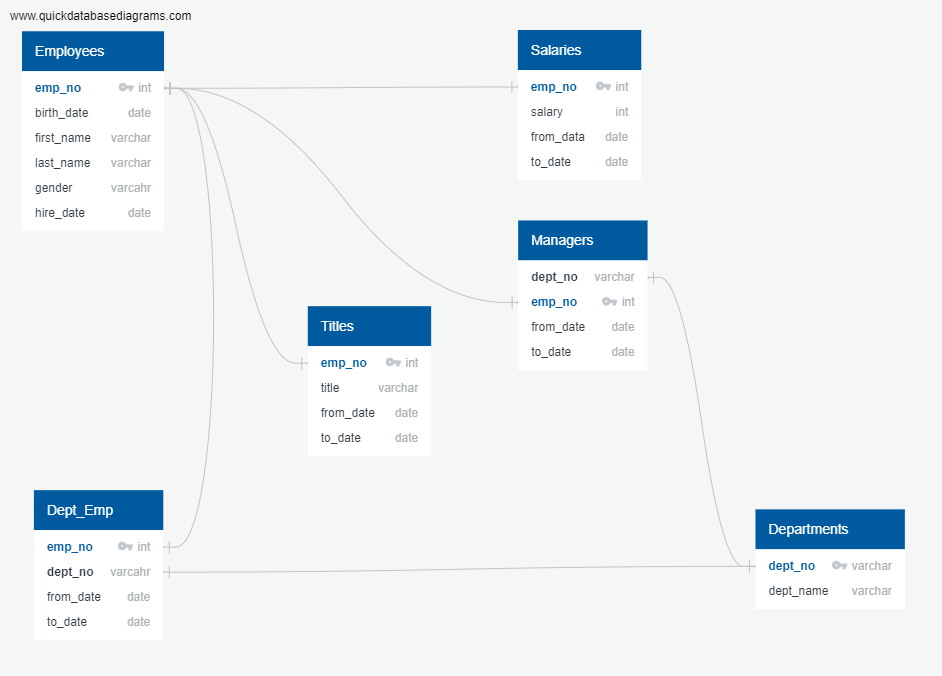 www.quickdatabasediagrams.com
Employees
emp_no int
birth_date date
first_name varchar
last_name varchar
gender varcahr
hire_date date
Salaries
emp_no int
salary int
from_data date
to_date date
Managers
dept_no varchar
emp_no int
from_date date
to_date date
Titles
emp_no int
title varchar
from_date date
to_date date
Dept_Emp
emp_no int
dept_no varcahr
from_date date
to_date date
Departments
dept_no varchar
dept_name varchar